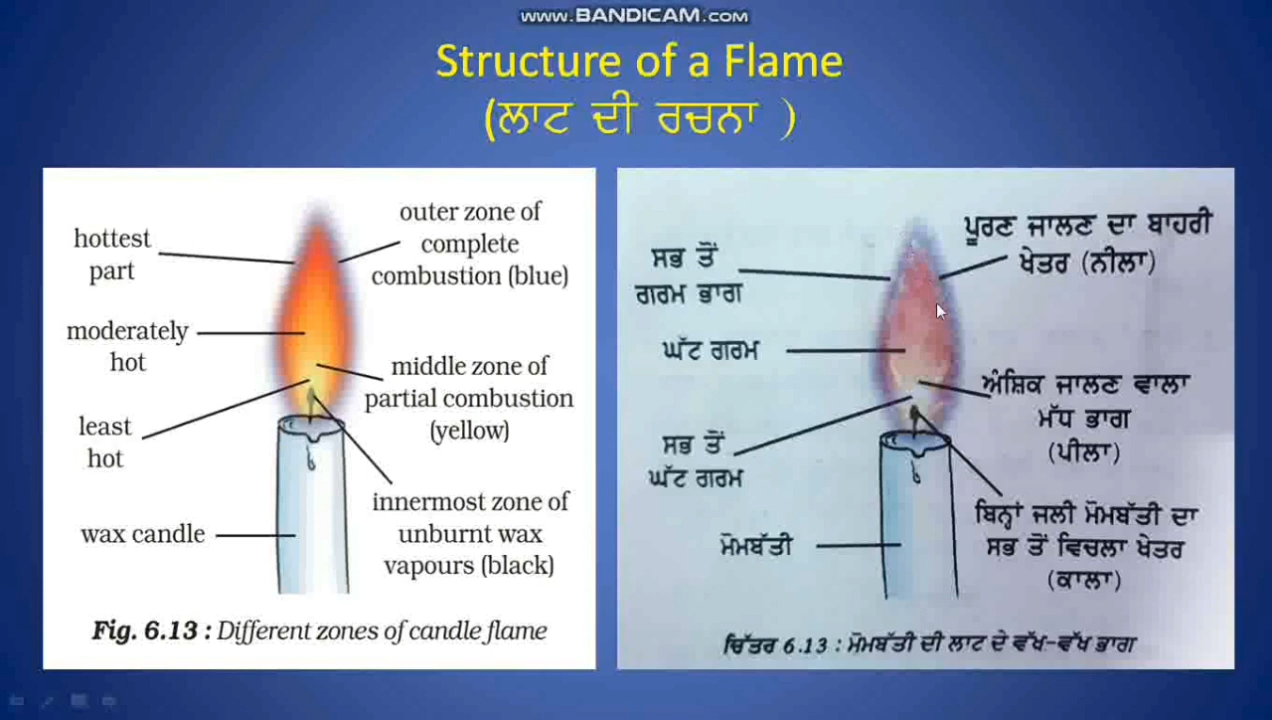 www.BANDICAM.com
Structure of a Flame
(ਲਾਟ ਦੀ ਰਚਨਾ )
hottest
part
moderately
hot
least
hot
wax candle
outer zone of
complete
combustion (blue)
middle zone of
partial combustion
(yellow)
innermost zone of
unburnt wax
vapours (black)
Fig. 6.13 : Different zones of candle flame
ਸਭ ਤੋਂ
ਗਰਮ ਭਾਗ
ਘੱਟ ਗਰਮ
ਸਭ ਤੋਂ
ਘੱਟ ਗਰਮ
ਮੋਮਬੱਤੀ
ਪੂਰਣ ਜਾਲਣ ਦਾ ਬਾਹਰੀ
ਖੇਤਰ (ਨੀਲਾ)
ਅੰਸ਼ਿਕ ਜਾਲਣ ਵਾਲਾ
ਮੱਧ ਭਾਗ
(ਪੀਲਾ)
ਬਿਨ੍ਹਾਂ ਜਲੀ ਮੋਮਬੱਤੀ ਦਾ
ਸਭ ਤੋਂ ਵਿਚਲਾ ਖੇਤਰ
(ਕਾਲਾ)
ਚਿੱਤਰ 6.13 : ਮੋਮਬੱਤੀ ਦੀ ਲਾਟ ਦੇ ਵੱਖ-ਵੱਖ ਭਾਗ